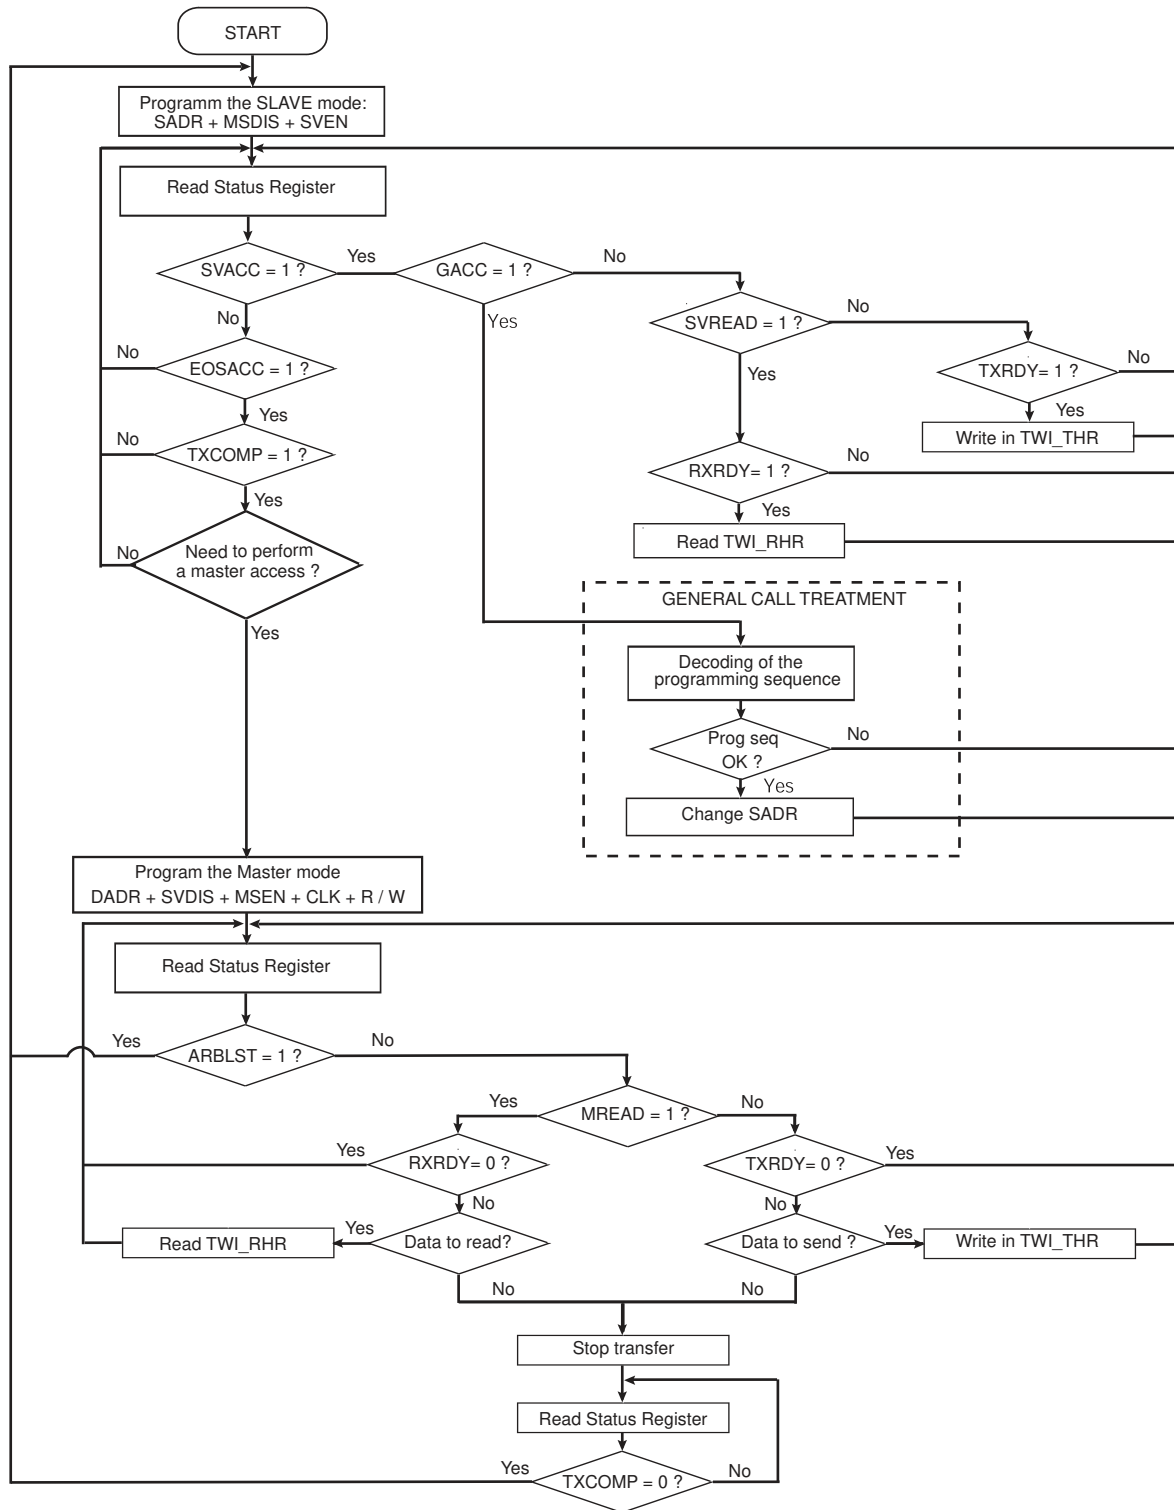 START
Programm the SLAVE mode:
SADR + MSDIS + SVEN
Read Status Register
SVACC = 1 ?
Yes
GACC = 1 ?
No
No
Yes
SVREAD = 1 ?
No
No
EOSACC = 1 ?
Yes
TXRDY= 1 ?
No
Yes
Yes
Write in TWI_THR
No
TXCOMP = 1 ?
RXRDY= 1 ?
No
Yes
Yes
Read TWI_RHR
No
Need to perform
a master access ?
Yes
GENERAL CALL TREATMENT
Decoding of the
programming sequence
Prog seq
OK ?
No
Yes
Change SADR
Program the Master mode
DADR + SVDIS + MSEN + CLK + R / W
Read Status Register
Yes
ARBLST = 1 ?
No
Yes
MREAD = 1 ?
No
Yes
RXRDY= 0 ?
TXRDY= 0 ?
Yes
No
No
Read TWI_RHR
Yes
Data to read?
Data to send ?
Yes
Write in TWI_THR
No
No
Stop transfer
Read Status Register
Yes
TXCOMP = 0 ?
No